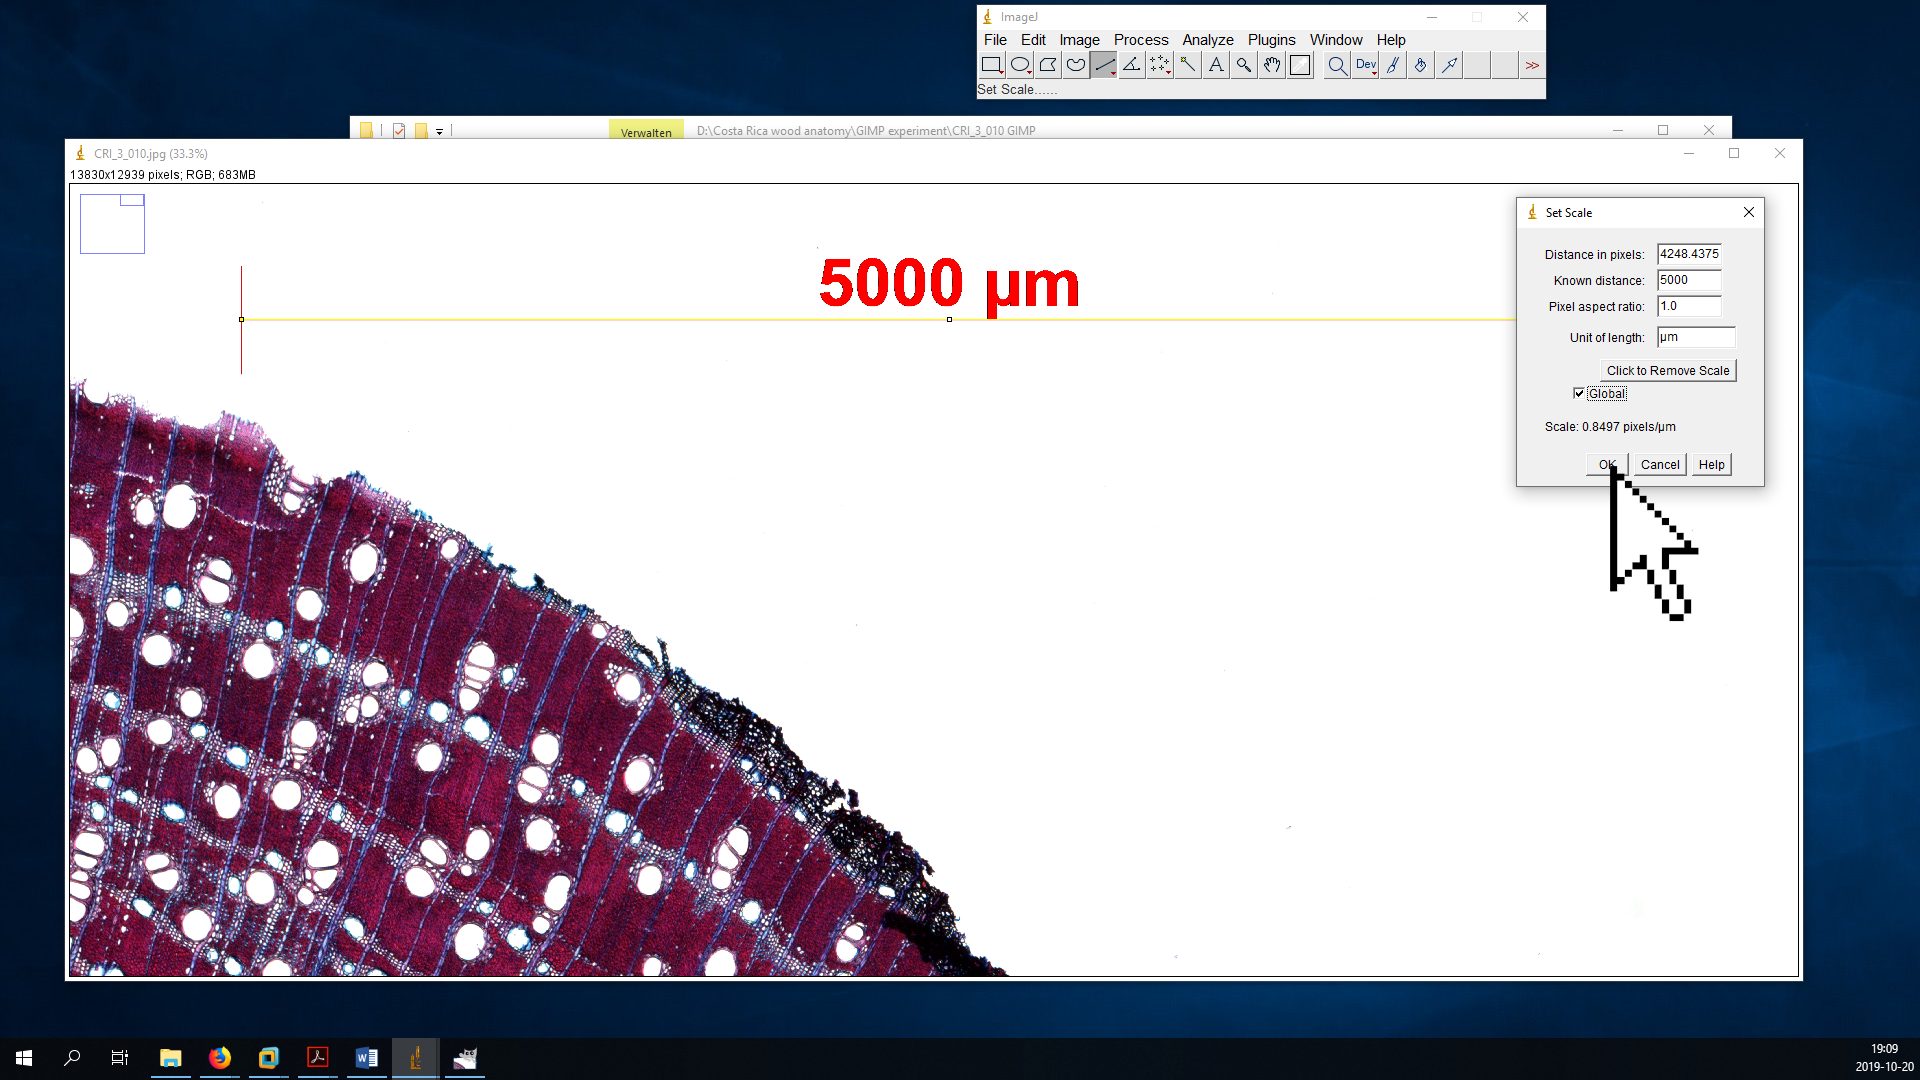 ImageJ
File Edit Image Process Analyze Plugins Window Help
A Dev >>
Set Scale......
Verwalten D:\Costa Rica wood anatomy\GIMP experiment\CRI_3_010 GIMP
CRI_3_010.jpg (33.3%)
13830x12939 pixels; RGB; 683MB
5000 µm
Set Scale
Distance in pixels: 4248.4375
Known distance: 5000
Pixel aspect ratio: 1.0
Unit of length: µm
Click to Remove Scale
Global
Scale: 0.8497 pixels/µm
OK Cancel Help
19:09
2019-10-20